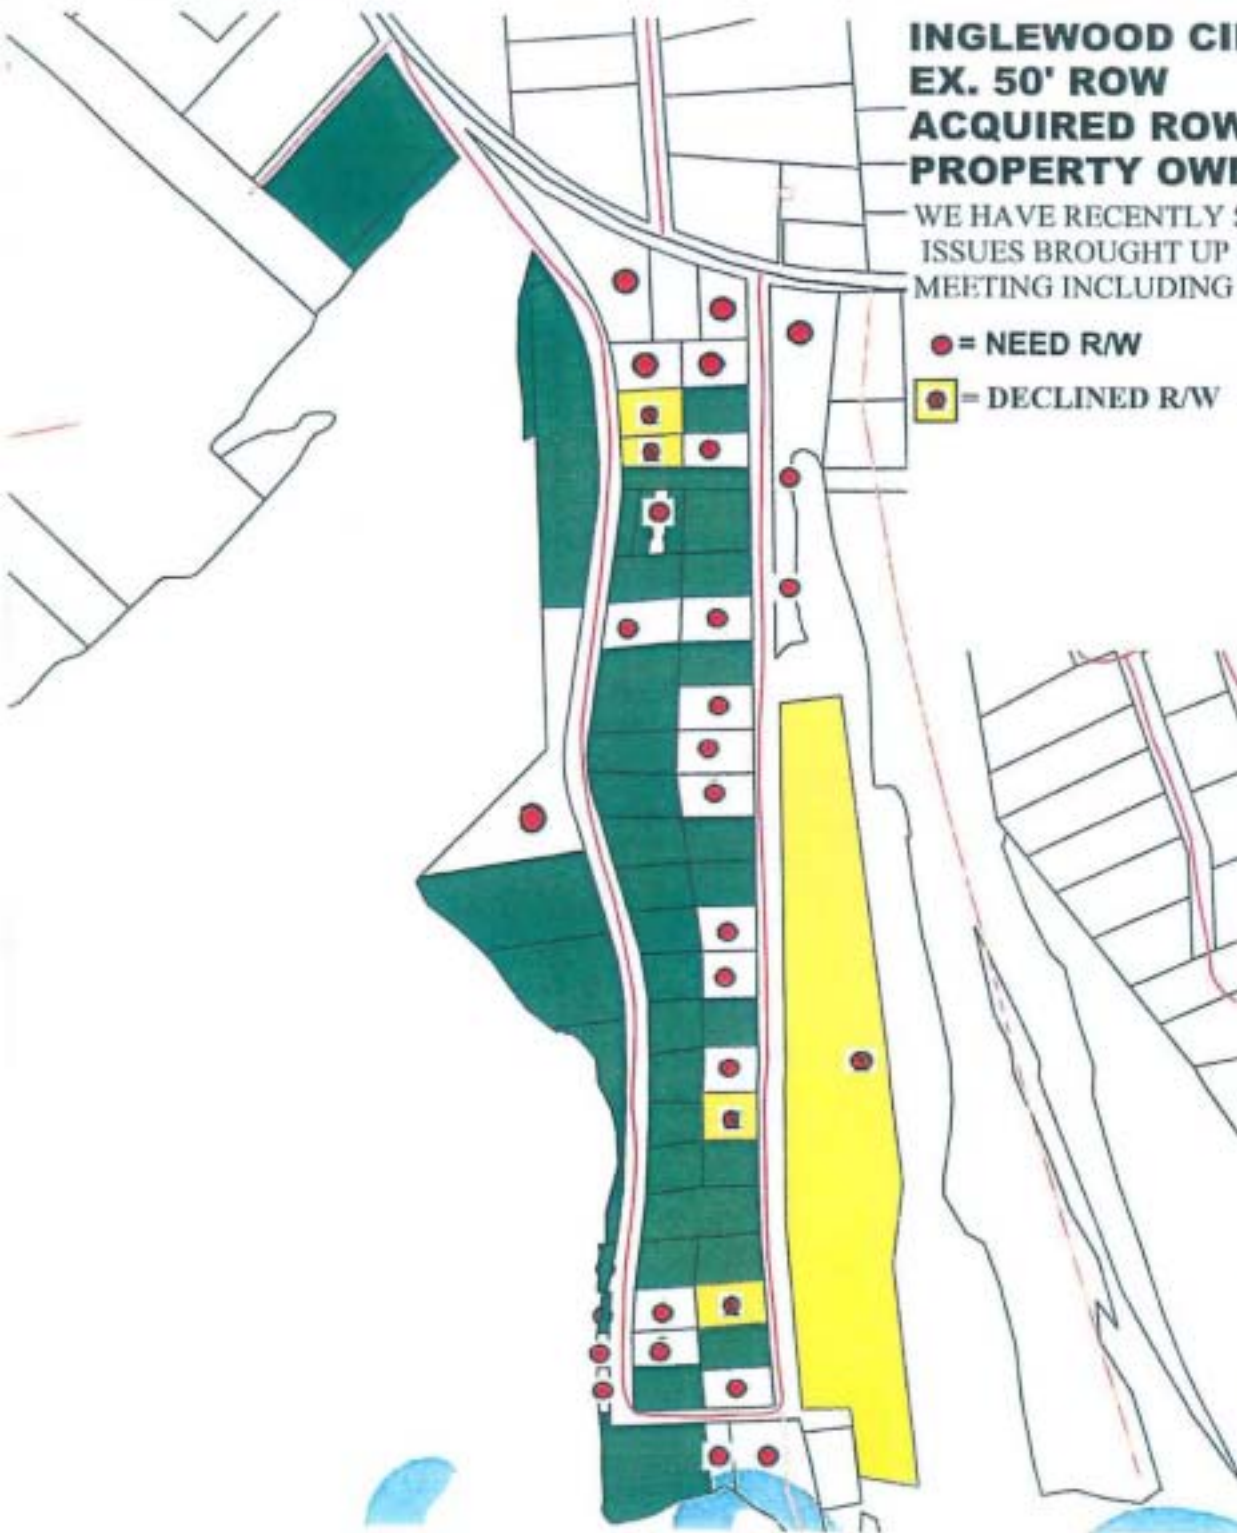 INGLEWOOD CI
EX. 50' ROW
ACQUIRED ROW
PROPERTY OW
WE HAVE RECENTLY
ISSUES BROUGHT UP
MEETING INCLUDING
= NEED R/W
= DECLINED R/W